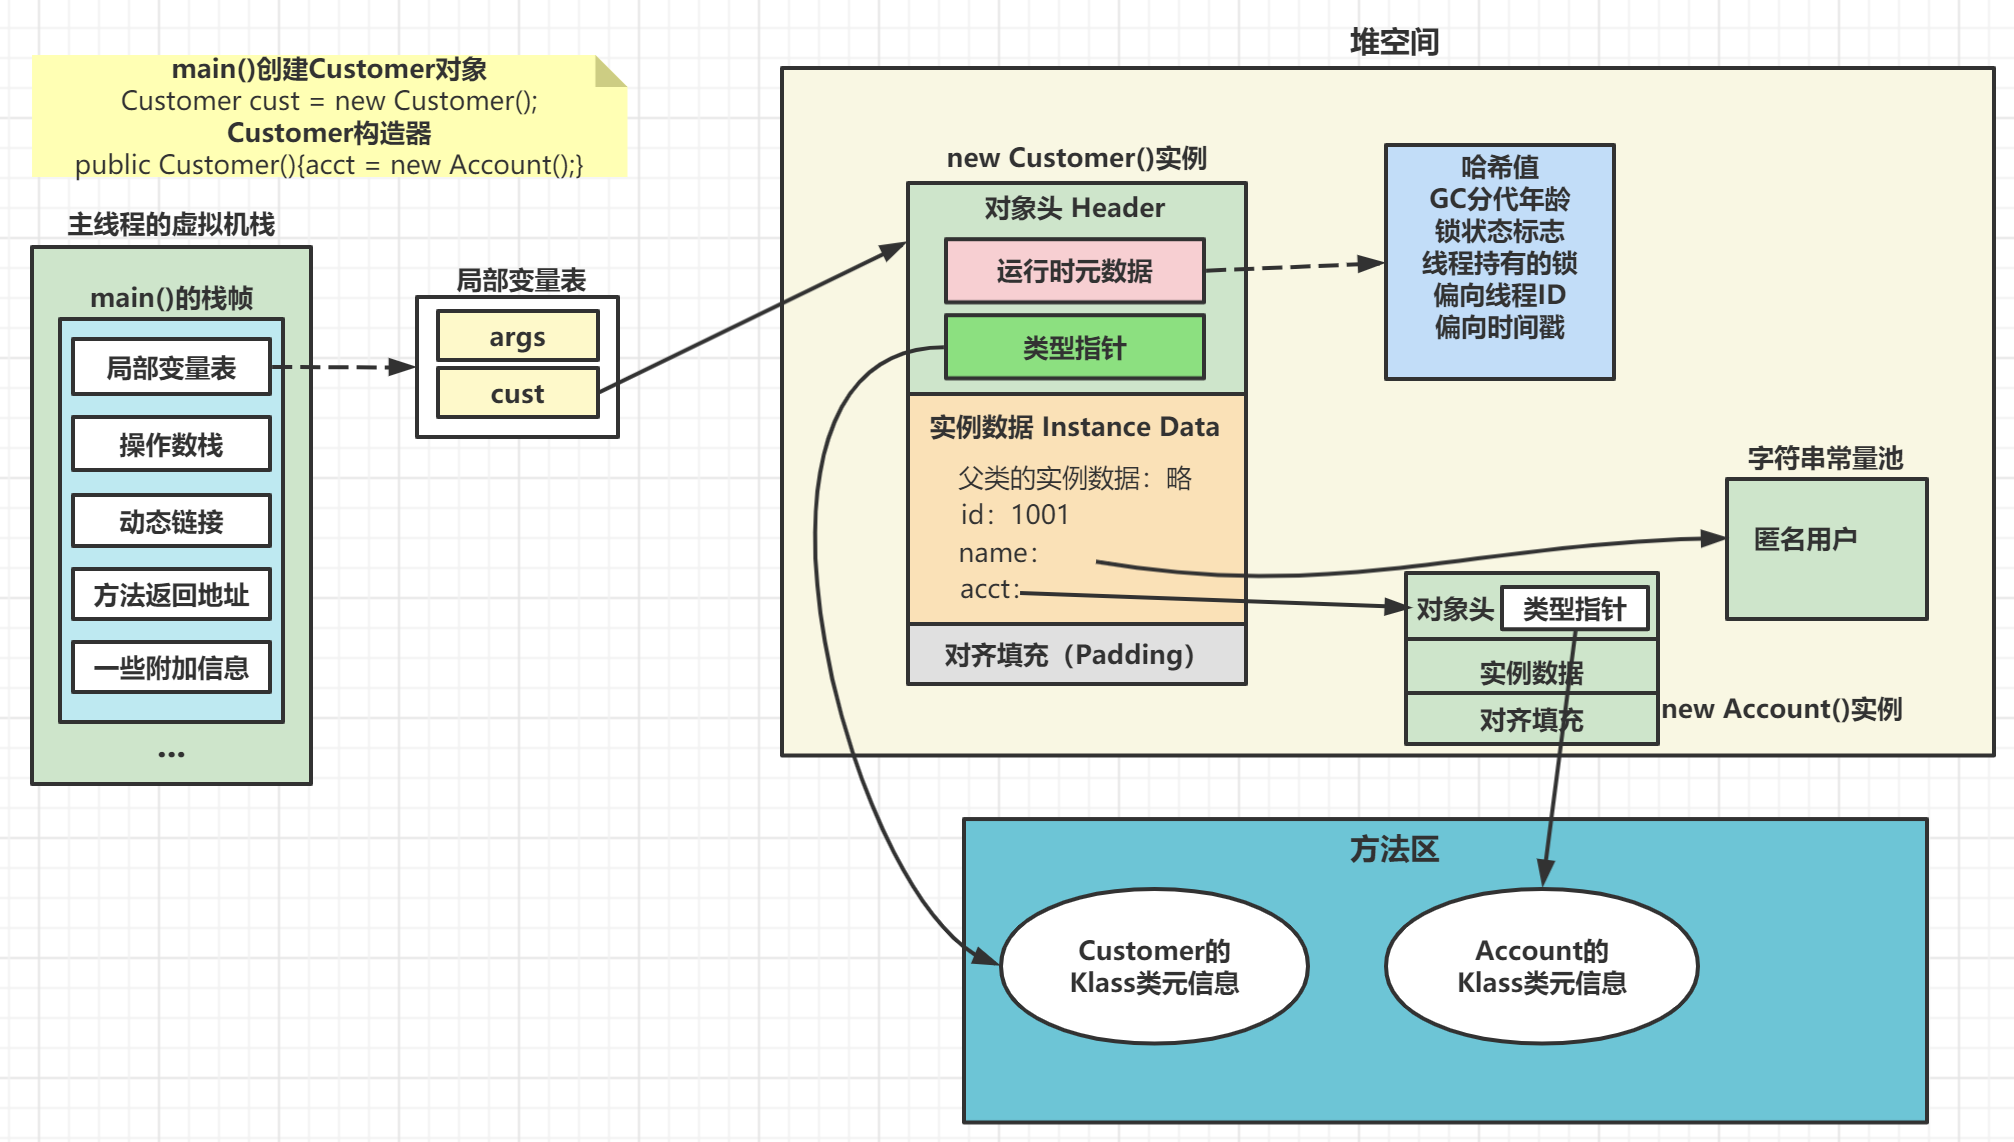 main()创建Customer对象
Customer cust = new Customer();
Customer构造器
public Customer(){acct = new Account();}
主线程的虚拟机栈
main()的栈帧
局部变量表
操作数栈
动态链接
方法返回地址
一些附加信息
...
局部变量表
args
cust
堆空间
new Customer()实例
对象头 Header
运行时元数据
类型指针
实例数据 Instance Data
父类的实例数据：略
id：1001
name：
acct：
对齐填充（Padding）
哈希值
GC分代年龄
锁状态标志
线程持有的锁
偏向线程ID
偏向时间戳
字符串常量池
匿名用户
对象头
类型指针
实例数据
对齐填充
new Account()实例
方法区
Customer的
Klass类元信息
Account的
Klass类元信息